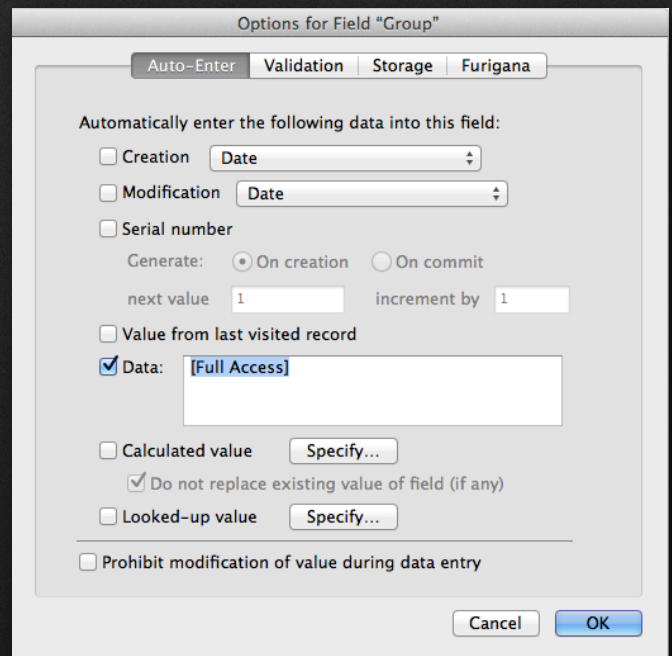 Options for Field “Group”
Auto-Enter Validation Storage Furigana
Automatically enter the following data into this field:
Creation Date
Modification Date
Serial number
Generate: On creation On commit
next value 1 increment by 1
Value from last visited record
Data: [Full Access]
Calculated value Specify...
Do not replace existing value of field (if any)
Looked-up value Specify...
Prohibit modification of value during data entry
Cancel OK